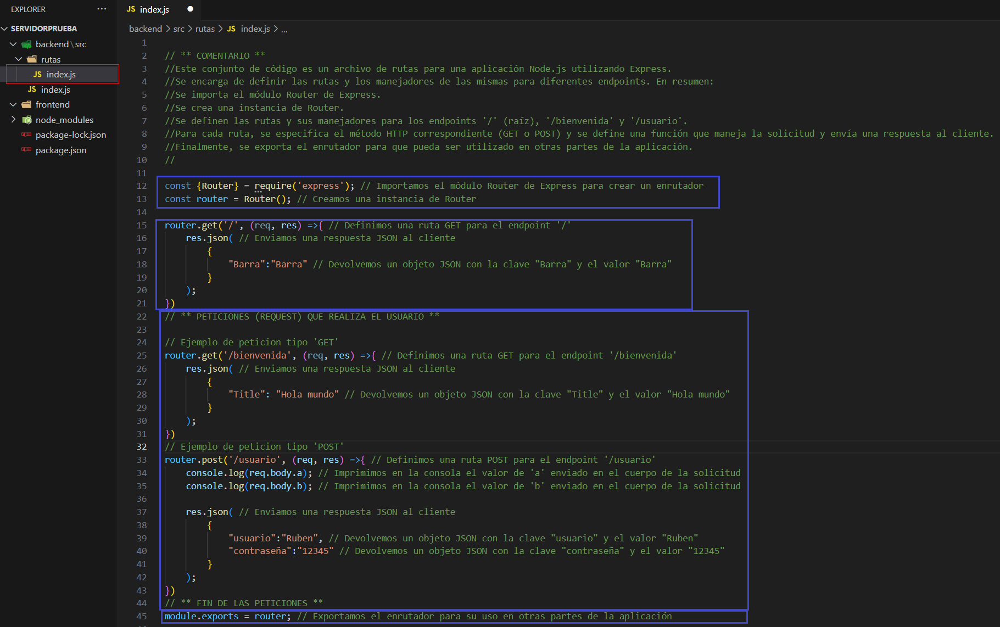 EXPLORER ···
SERVIDORPRUEBA
backend\src
rutas
JS index.js
JS index.js
frontend
node_modules
package-lock.json
package.json
JS index.js
backend > src > rutas > JS index.js > ...
1
2 // ** COMENTARIO **
3 //Este conjunto de código es un archivo de rutas para una aplicación Node.js utilizando Express.
4 //Se encarga de definir las rutas y los manejadores de las mismas para diferentes endpoints. En resumen:
5 //Se importa el módulo Router de Express.
6 //Se crea una instancia de Router.
7 //Se definen las rutas y sus manejadores para los endpoints '/' (raíz), '/bienvenida' y '/usuario'.
8 //Para cada ruta, se especifica el método HTTP correspondiente (GET o POST) y se define una función que maneja la solicitud y envía una respuesta al cliente.
9 //Finalmente, se exporta el enrutador para que pueda ser utilizado en otras partes de la aplicación.
10 //
11
12 const {Router} = require('express'); // Importamos el módulo Router de Express para crear un enrutador
13 const router = Router(); // Creamos una instancia de Router
14
15 router.get('/', (req, res) =>{ // Definimos una ruta GET para el endpoint '/'
16 res.json( // Enviamos una respuesta JSON al cliente
17 {
18 "Barra":"Barra" // Devolvemos un objeto JSON con la clave "Barra" y el valor "Barra"
19 }
20 );
21 })
22 // ** PETICIONES (REQUEST) QUE REALIZA EL USUARIO **
23
24 // Ejemplo de peticion tipo 'GET'
25 router.get('/bienvenida', (req, res) =>{ // Definimos una ruta GET para el endpoint '/bienvenida'
26 res.json( // Enviamos una respuesta JSON al cliente
27 {
28 "Title": "Hola mundo" // Devolvemos un objeto JSON con la clave "Title" y el valor "Hola mundo"
29 }
30 );
31 })
32 // Ejemplo de peticion tipo 'POST'
33 router.post('/usuario', (req, res) =>{ // Definimos una ruta POST para el endpoint '/usuario'
34 console.log(req.body.a); // Imprimimos en la consola el valor de 'a' enviado en el cuerpo de la solicitud
35 console.log(req.body.b); // Imprimimos en la consola el valor de 'b' enviado en el cuerpo de la solicitud
36
37 res.json( // Enviamos una respuesta JSON al cliente
38 {
39 "usuario":"Ruben", // Devolvemos un objeto JSON con la clave "usuario" y el valor "Ruben"
40 "contraseña":"12345" // Devolvemos un objeto JSON con la clave "contraseña" y el valor "12345"
41 }
42 );
43 })
44 // ** FIN DE LAS PETICIONES **
45 module.exports = router; // Exportamos el enrutador para su uso en otras partes de la aplicación